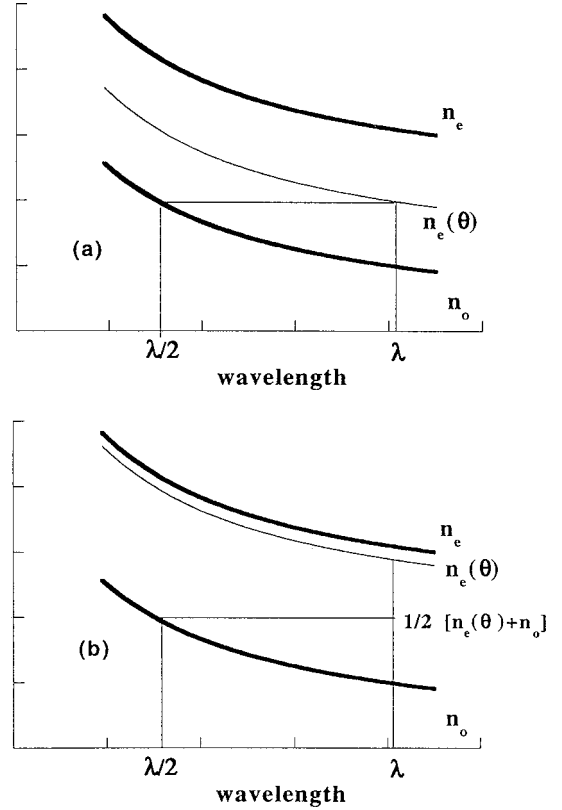 n_e
n_e(θ)
(a)
n_o
λ/2 λ
wavelength
n_e
n_e(θ)
1/2 [n_e(θ)+n_o]
(b)
n_o
λ/2 λ
wavelength